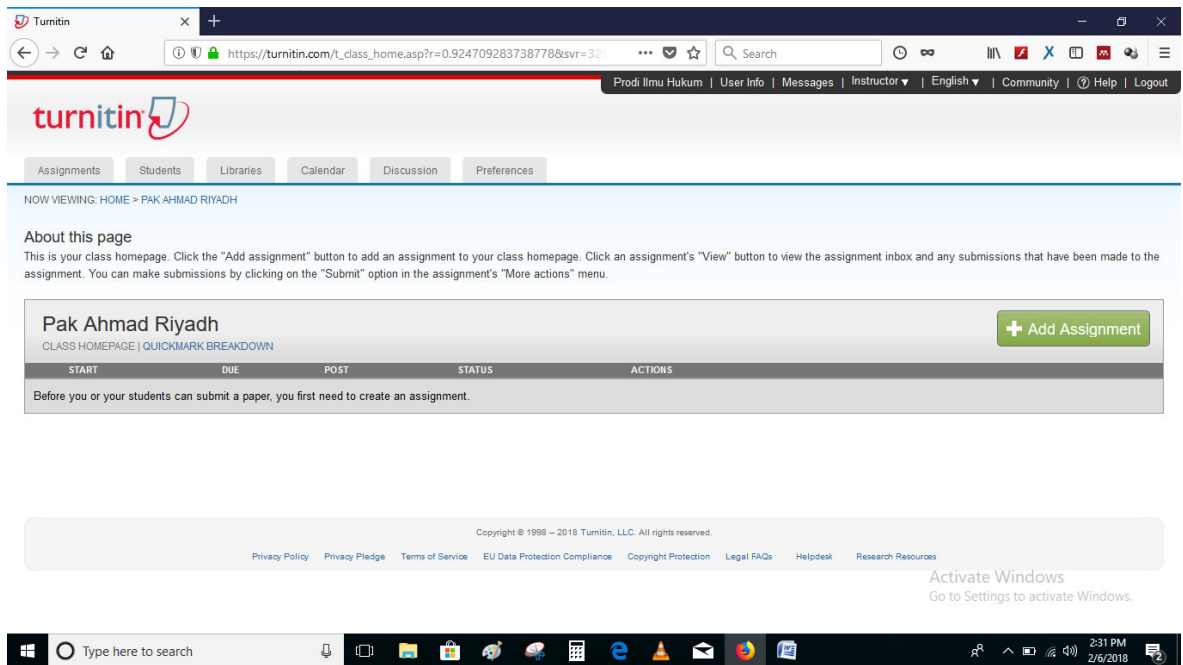 Turnitin
https://turnitin.com/t_class_home.asp?r=0.924709283738778&svr=32
Search
Prodi Ilmu Hukum | User Info | Messages | Instructor ▼ | English ▼ | Community | ? Help | Logout
turnitin
Assignments Students Libraries Calendar Discussion Preferences
NOW VIEWING: HOME > PAK AHMAD RIYADH
About this page
This is your class homepage. Click the "Add assignment" button to add an assignment to your class homepage. Click an assignment's "View" button to view the assignment inbox and any submissions that have been made to the
assignment. You can make submissions by clicking on the "Submit" option in the assignment's "More actions" menu.
Pak Ahmad Riyadh
Add Assignment
CLASS HOMEPAGE | QUICKMARK BREAKDOWN
START DUE POST STATUS ACTIONS
Before you or your students can submit a paper, you first need to create an assignment.
Copyright © 1998 – 2018 Turnitin, LLC. All rights reserved.
Privacy Policy Privacy Pledge Terms of Service EU Data Protection Compliance Copyright Protection Legal FAQs Helpdesk Research Resources
Activate Windows
Go to Settings to activate Windows.
Type here to search
2:31 PM
2/6/2018
2